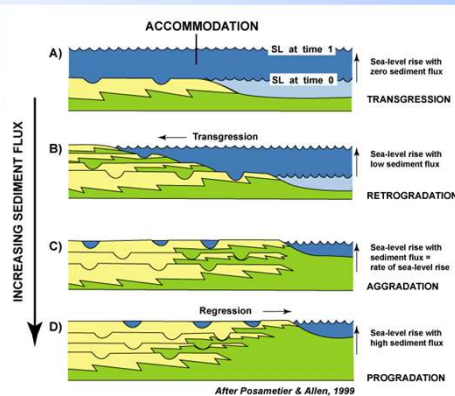 ACCOMMODATION
A)
SL at time 1
SL at time 0
Sea-level rise with
zero sediment flux
TRANSGRESSION
INCREASING SEDIMENT FLUX
B)
Transgression
Sea-level rise with
low sediment flux
RETROGRADATION
C)
Sea-level rise with
sediment flux =
rate of sea-level rise
AGGRADATION
Regression
D)
Sea-level rise with
high sediment flux
PROGRADATION
After Posametier & Allen, 1999